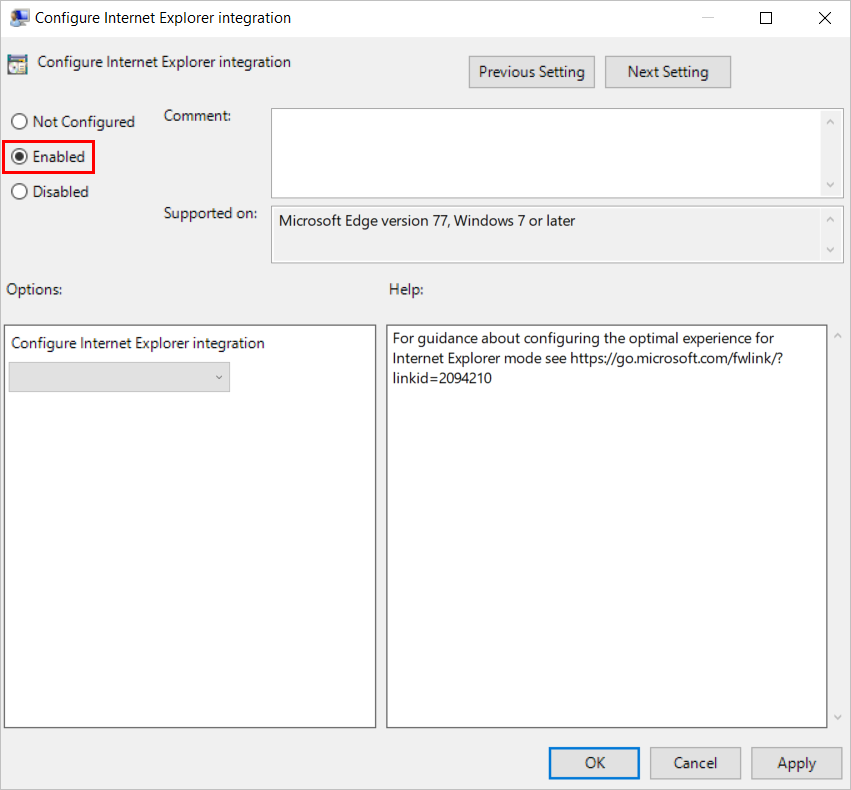 Configure Internet Explorer integration
Configure Internet Explorer integration
Previous Setting
Next Setting
Not Configured
Comment:
Enabled
Disabled
Supported on:
Microsoft Edge version 77, Windows 7 or later
Options:
Help:
Configure Internet Explorer integration
For guidance about configuring the optimal experience for
Internet Explorer mode see https://go.microsoft.com/fwlink/?
linkid=2094210
OK
Cancel
Apply